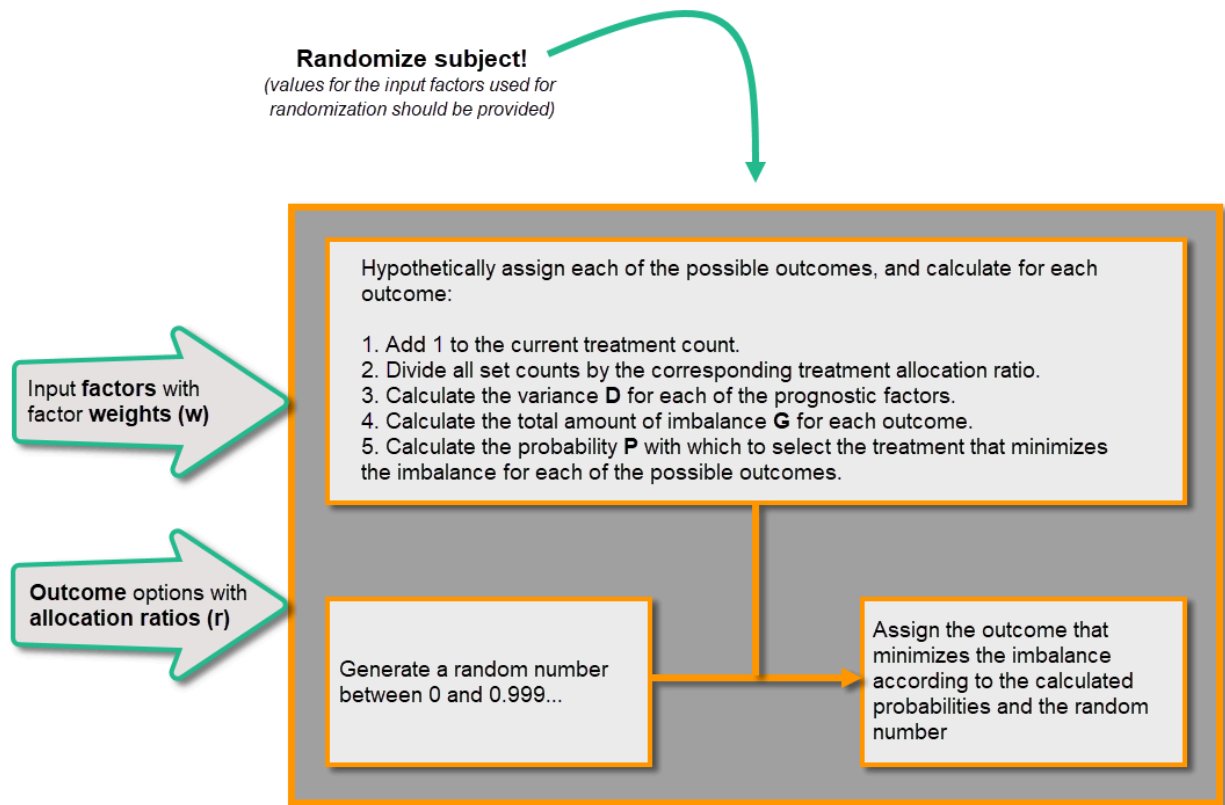 Randomize subject!
(values for the input factors used for
randomization should be provided)
Hypothetically assign each of the possible outcomes, and calculate for each
outcome:
1. Add 1 to the current treatment count.
2. Divide all set counts by the corresponding treatment allocation ratio.
3. Calculate the variance D for each of the prognostic factors.
4. Calculate the total amount of imbalance G for each outcome.
5. Calculate the probability P with which to select the treatment that minimizes
the imbalance for each of the possible outcomes.
Input factors with
factor weights (w)
Outcome options with
allocation ratios (r)
Generate a random number
between 0 and 0.999...
Assign the outcome that
minimizes the imbalance
according to the calculated
probabilities and the random
number